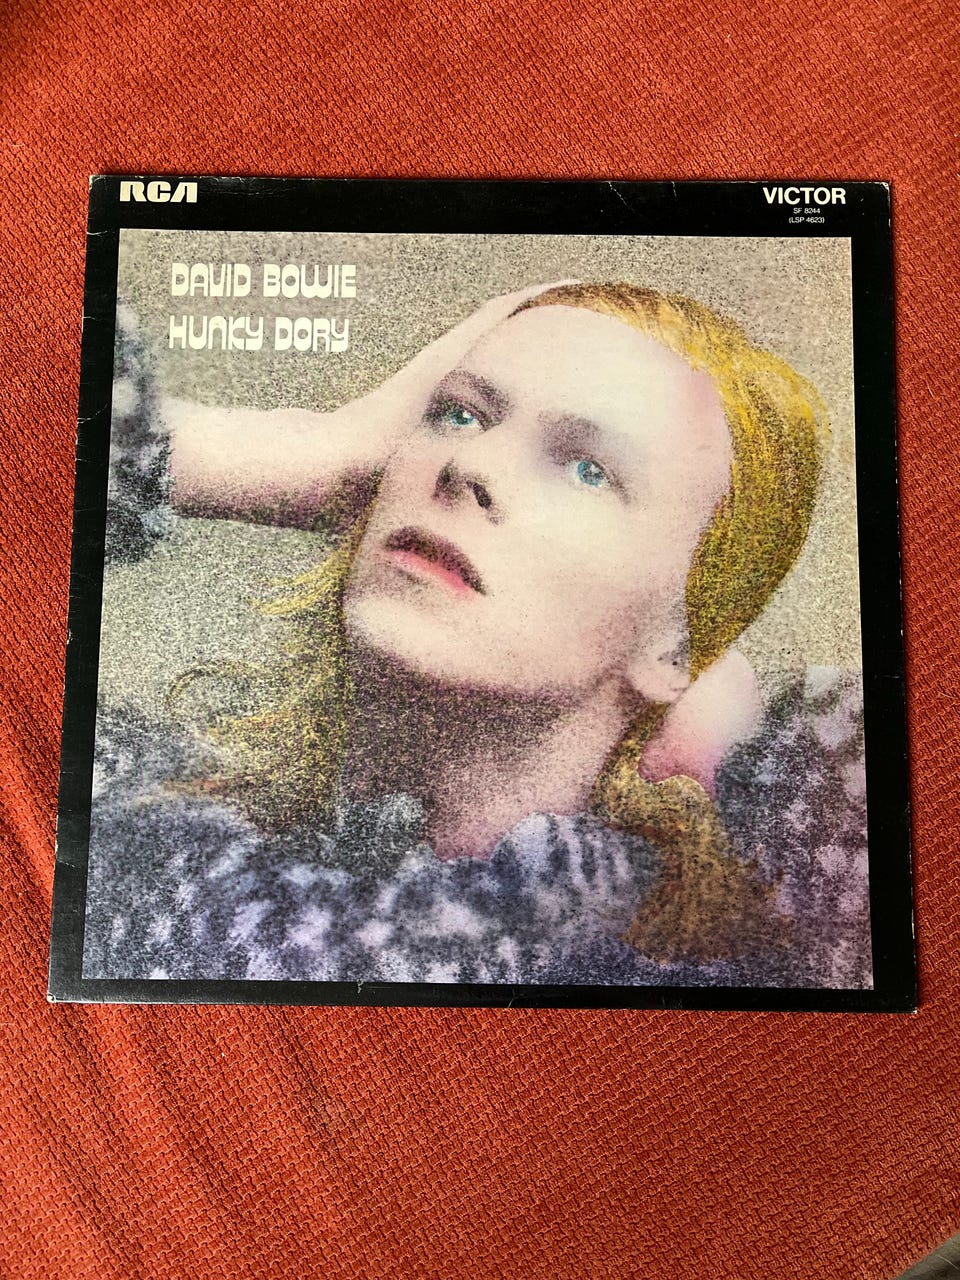 RCA
VICTOR
SF 8244
(LSP 4623)
DAVID BOWIE
HUNKY DORY